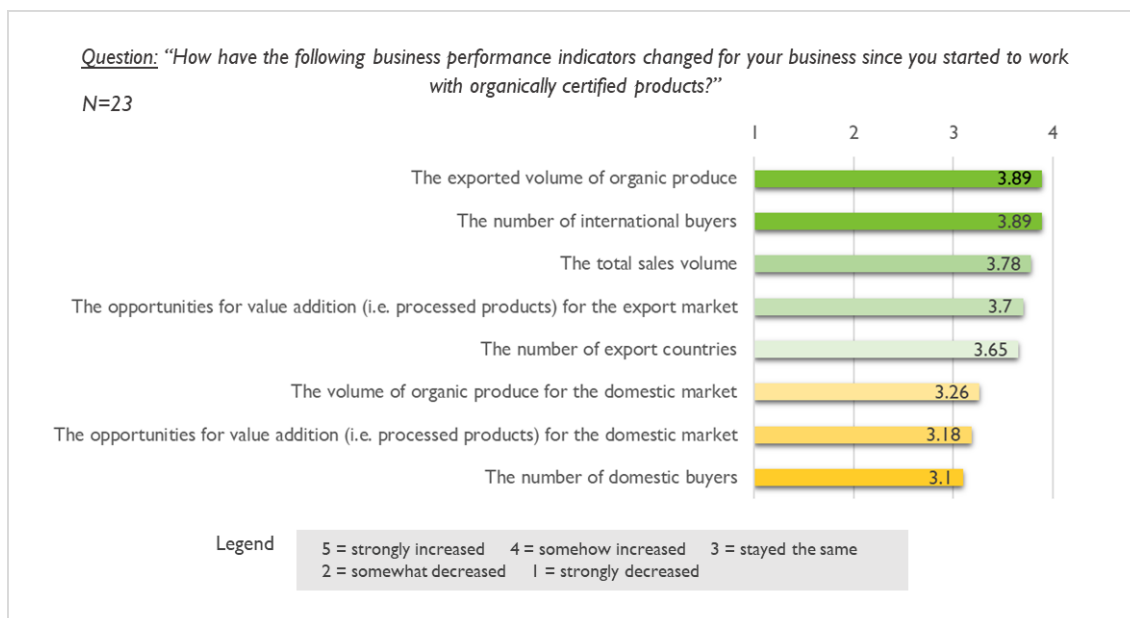 Question: “How have the following business performance indicators changed for your business since you started to work
with organically certified products?”
N=23
1 2 3 4
The exported volume of organic produce 3.89
The number of international buyers 3.89
The total sales volume 3.78
The opportunities for value addition (i.e. processed products) for the export market 3.7
The number of export countries 3.65
The volume of organic produce for the domestic market 3.26
The opportunities for value addition (i.e. processed products) for the domestic market 3.18
The number of domestic buyers 3.1
Legend
5 = strongly increased 4 = somehow increased 3 = stayed the same
2 = somewhat decreased 1 = strongly decreased